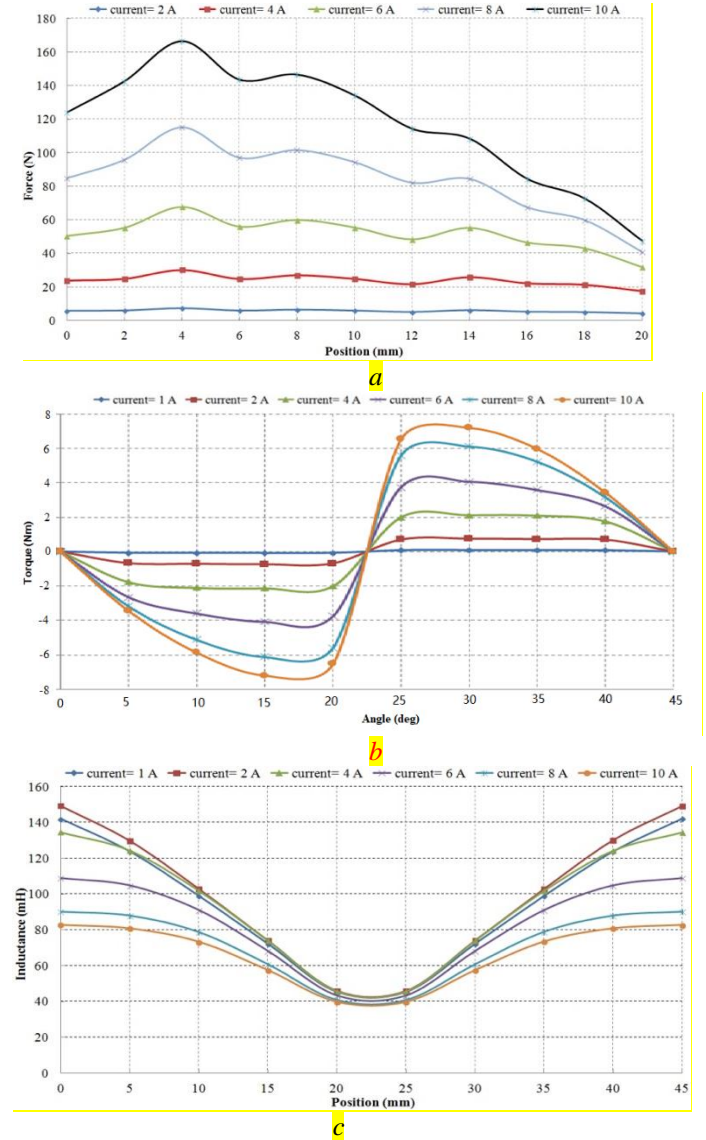 current= 2 A current= 4 A current= 6 A current= 8 A current= 10 A
180
160
140
120
100
80
60
40
20
0
Force (N)
0 2 4 6 8 10 12 14 16 18 20
Position (mm)
a
current= 1 A current= 2 A current= 4 A current= 6 A current= 8 A current= 10 A
8
6
4
2
0
-2
-4
-6
-8
Torque (Nm)
0 5 10 15 20 25 30 35 40 45
Angle (deg)
b
current= 1 A current= 2 A current= 4 A current= 6 A current= 8 A current= 10 A
160
140
120
100
80
60
40
20
0
Inductance (mH)
0 5 10 15 20 25 30 35 40 45
Position (mm)
c